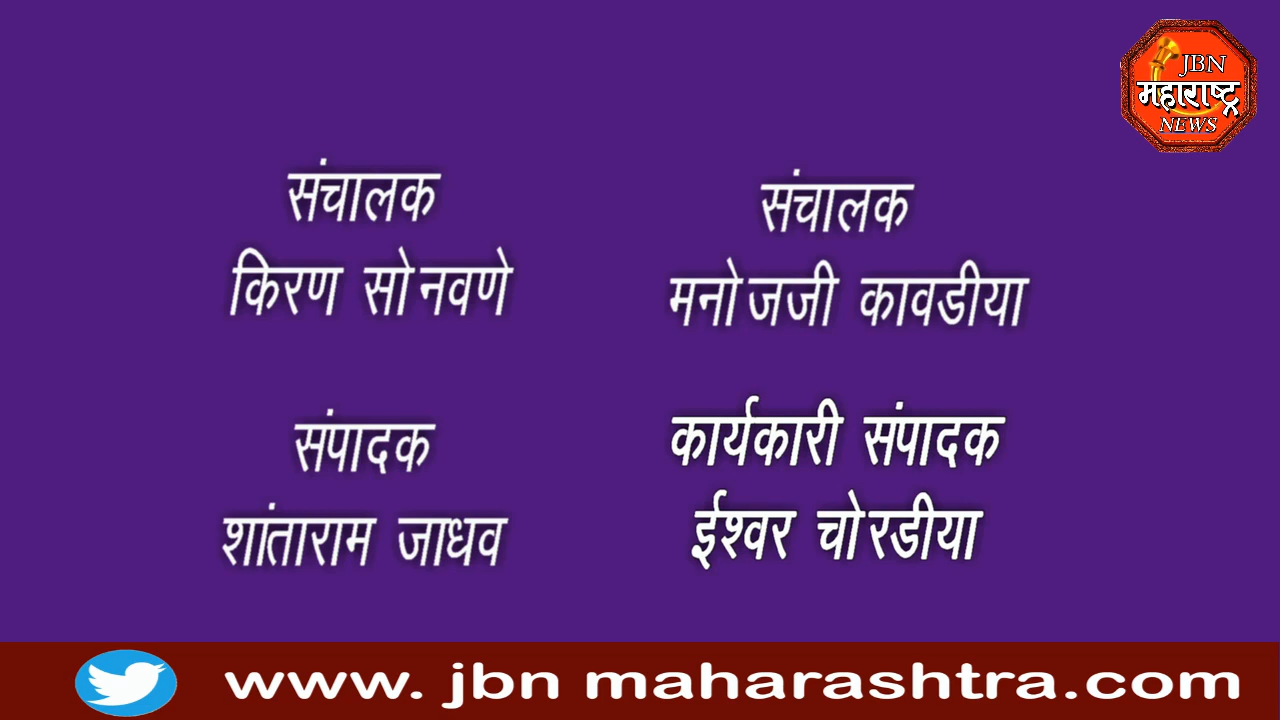 JBN
महाराष्ट्र
NEWS
संचालक
किरण सोनवणे
संचालक
मनोजजी कावडीया
संपादक
शांताराम जाधव
कार्यकारी संपादक
ईश्वर चोरडीया
www. jbn maharashtra.com